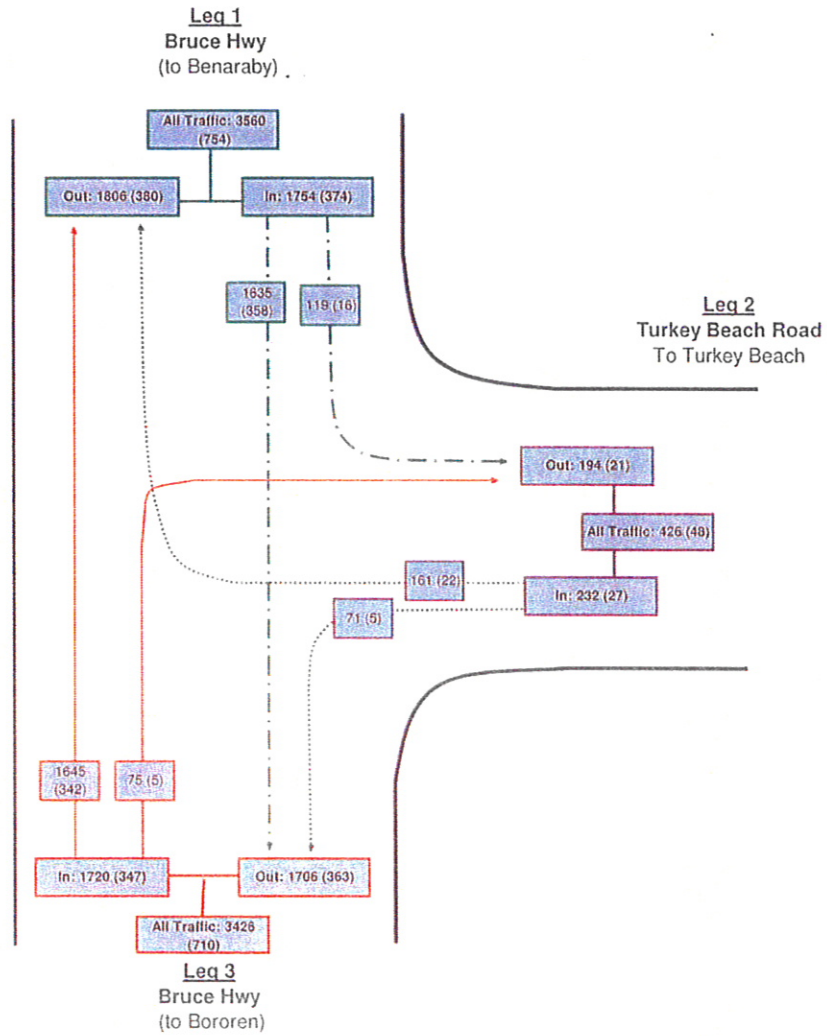 Leg 1
Bruce Hwy
(to Benaraby)
All Traffic: 3560
(754)
Out: 1806 (380)
In: 1754 (374)
1635
(358)
119 (16)
Leg 2
Turkey Beach Road
To Turkey Beach
Out: 194 (21)
All Traffic: 426 (48)
161 (22)
In: 232 (27)
71 (5)
1645
(342)
75 (5)
In: 1720 (347)
Out: 1706 (363)
All Traffic: 3426
(710)
Leg 3
Bruce Hwy
(to Bororen)